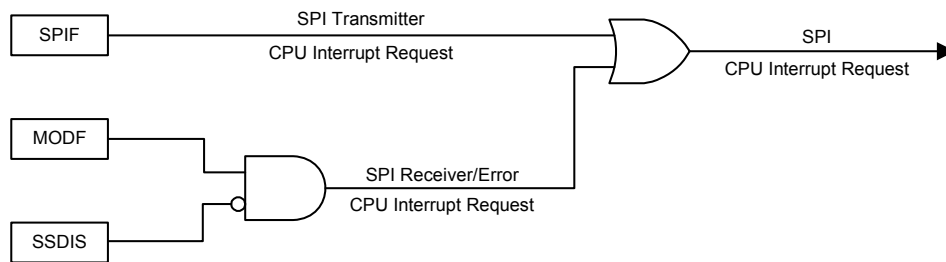 SPIF
SPI Transmitter
CPU Interrupt Request
SPI
CPU Interrupt Request
MODF
SPI Receiver/Error
CPU Interrupt Request
SSDIS